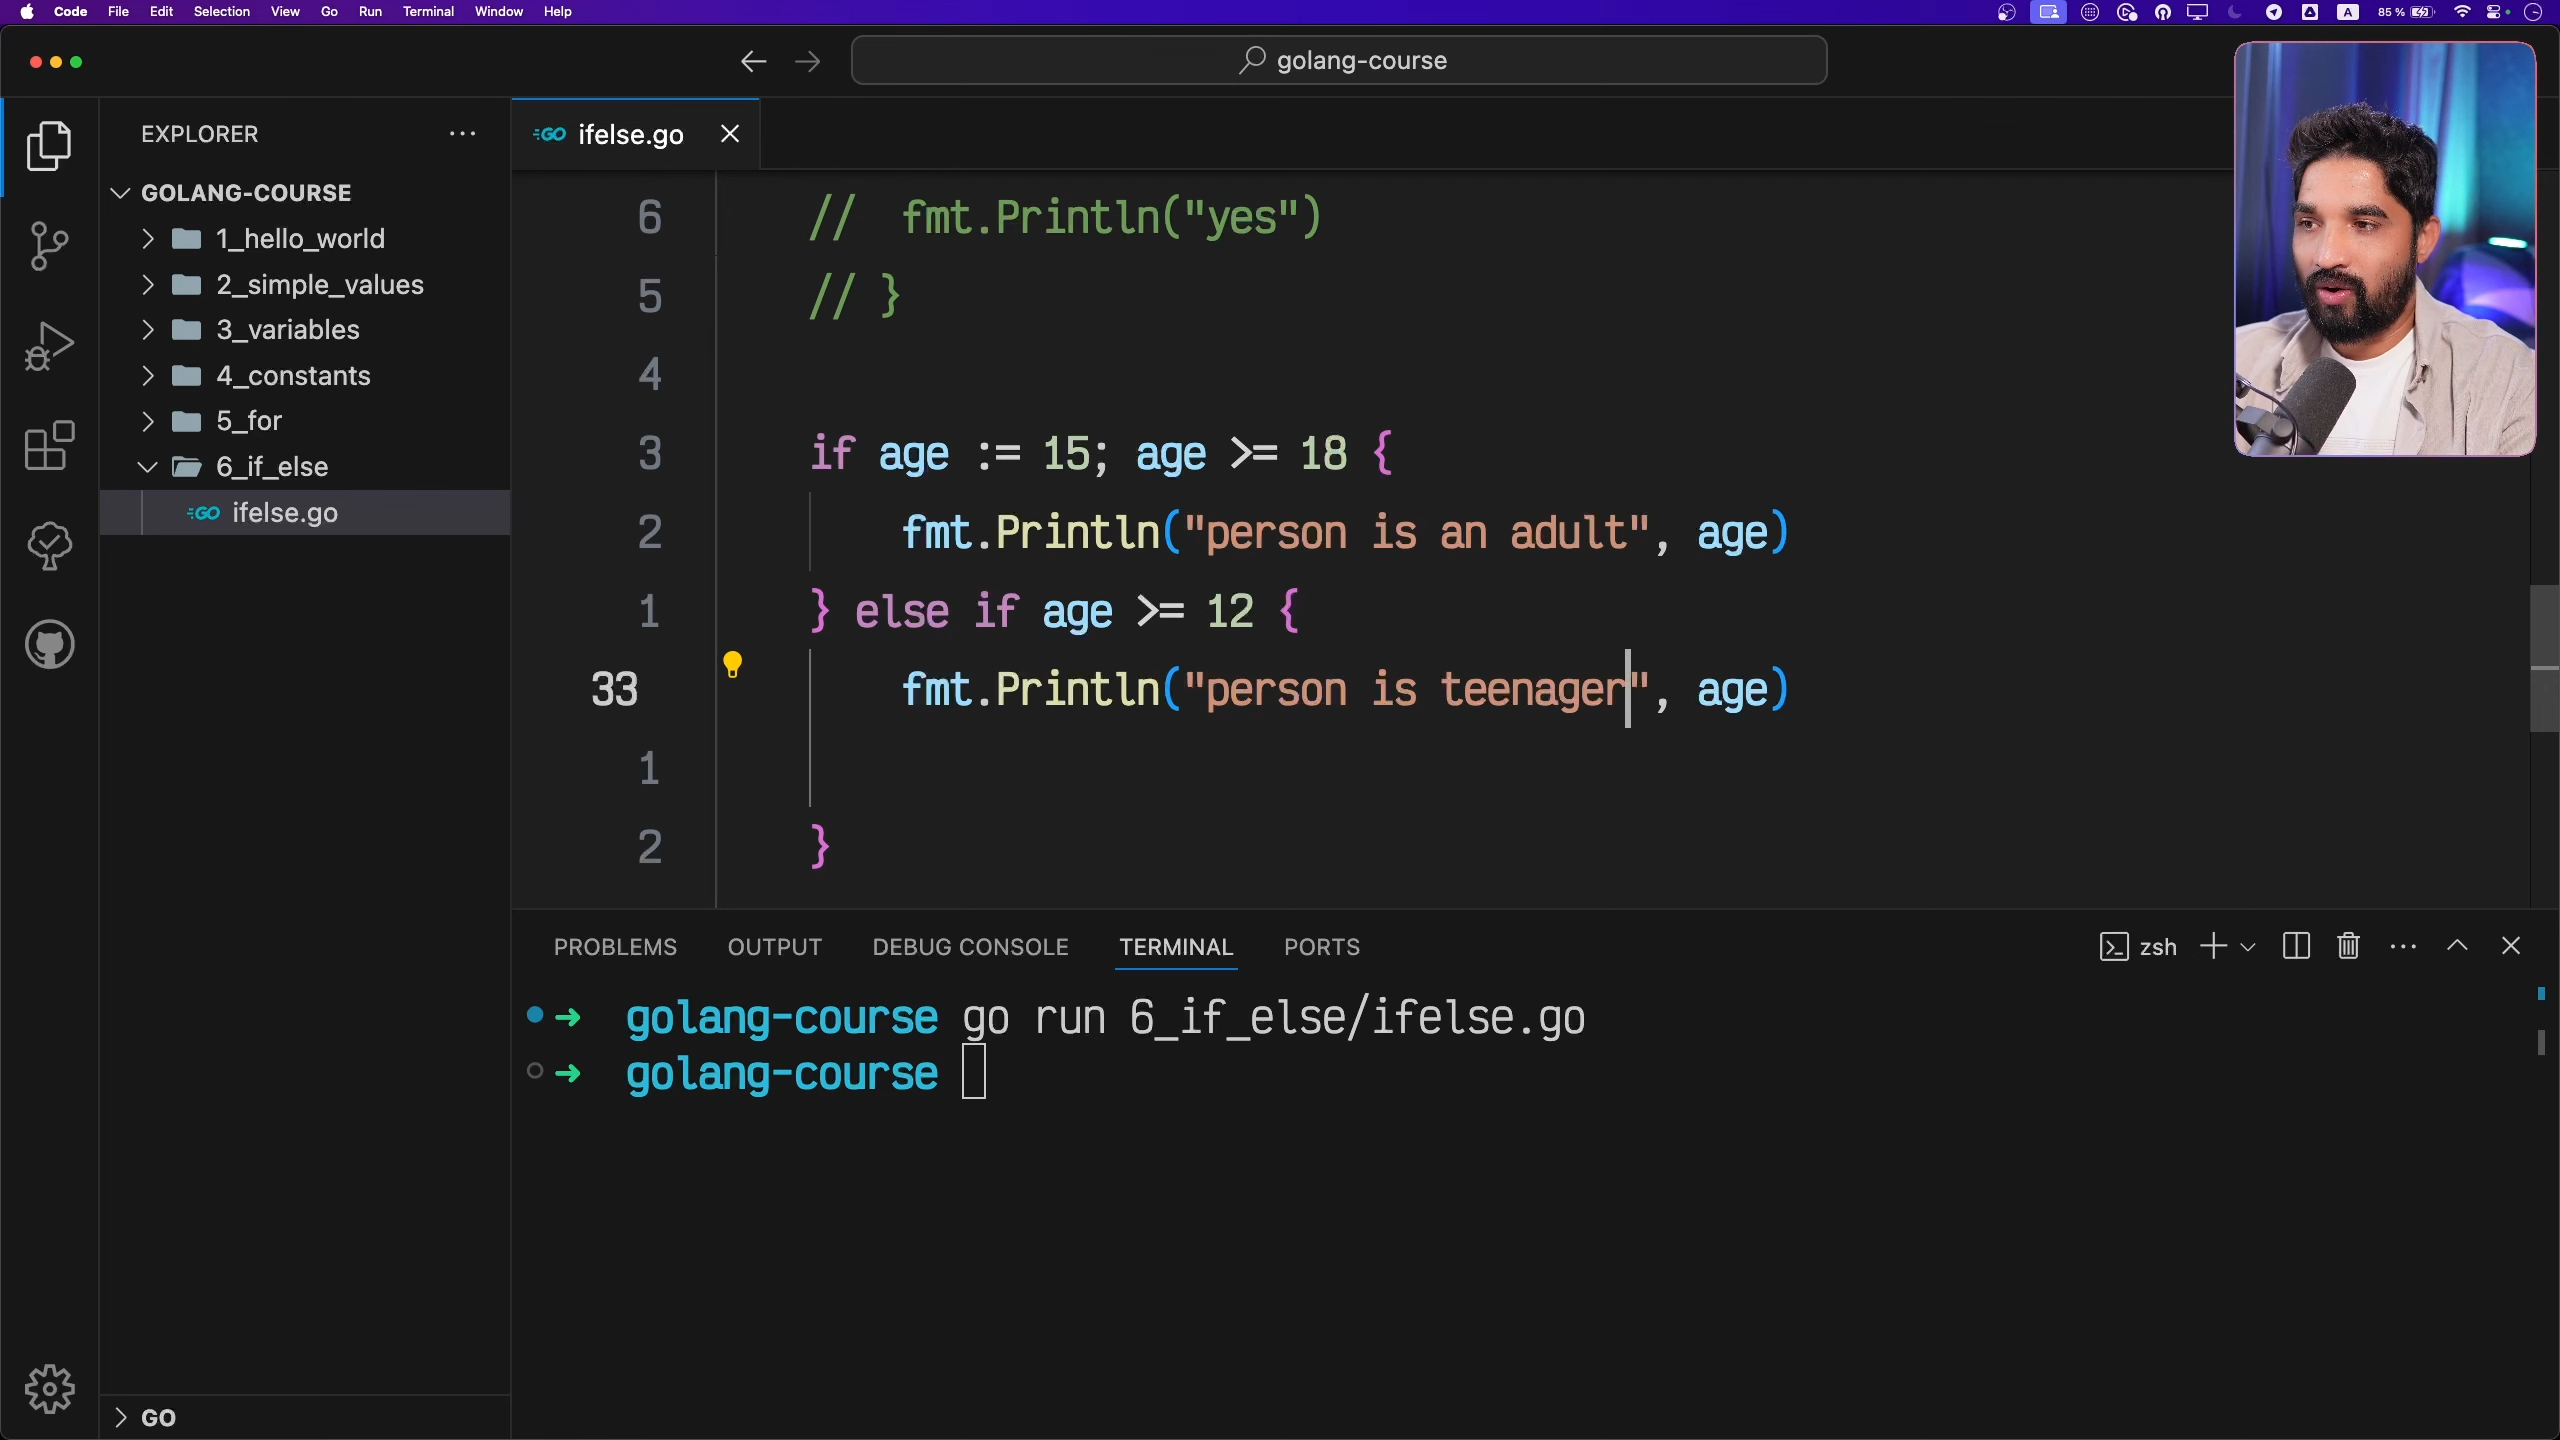 Code File Edit Selection View Go Run Terminal Window Help
A 85 %
golang-course
EXPLORER
GOLANG-COURSE
1_hello_world
2_simple_values
3_variables
4_constants
5_for
6_if_else
GO ifelse.go
GO
GO ifelse.go
6 // fmt.Println("yes")
5 // }
4
3 if age := 15; age >= 18 {
2 fmt.Println("person is an adult", age)
1 } else if age >= 12 {
33 fmt.Println("person is teenager", age)
1
2 }
PROBLEMS OUTPUT DEBUG CONSOLE TERMINAL PORTS
zsh
➜ golang-course go run 6_if_else/ifelse.go
➜ golang-course